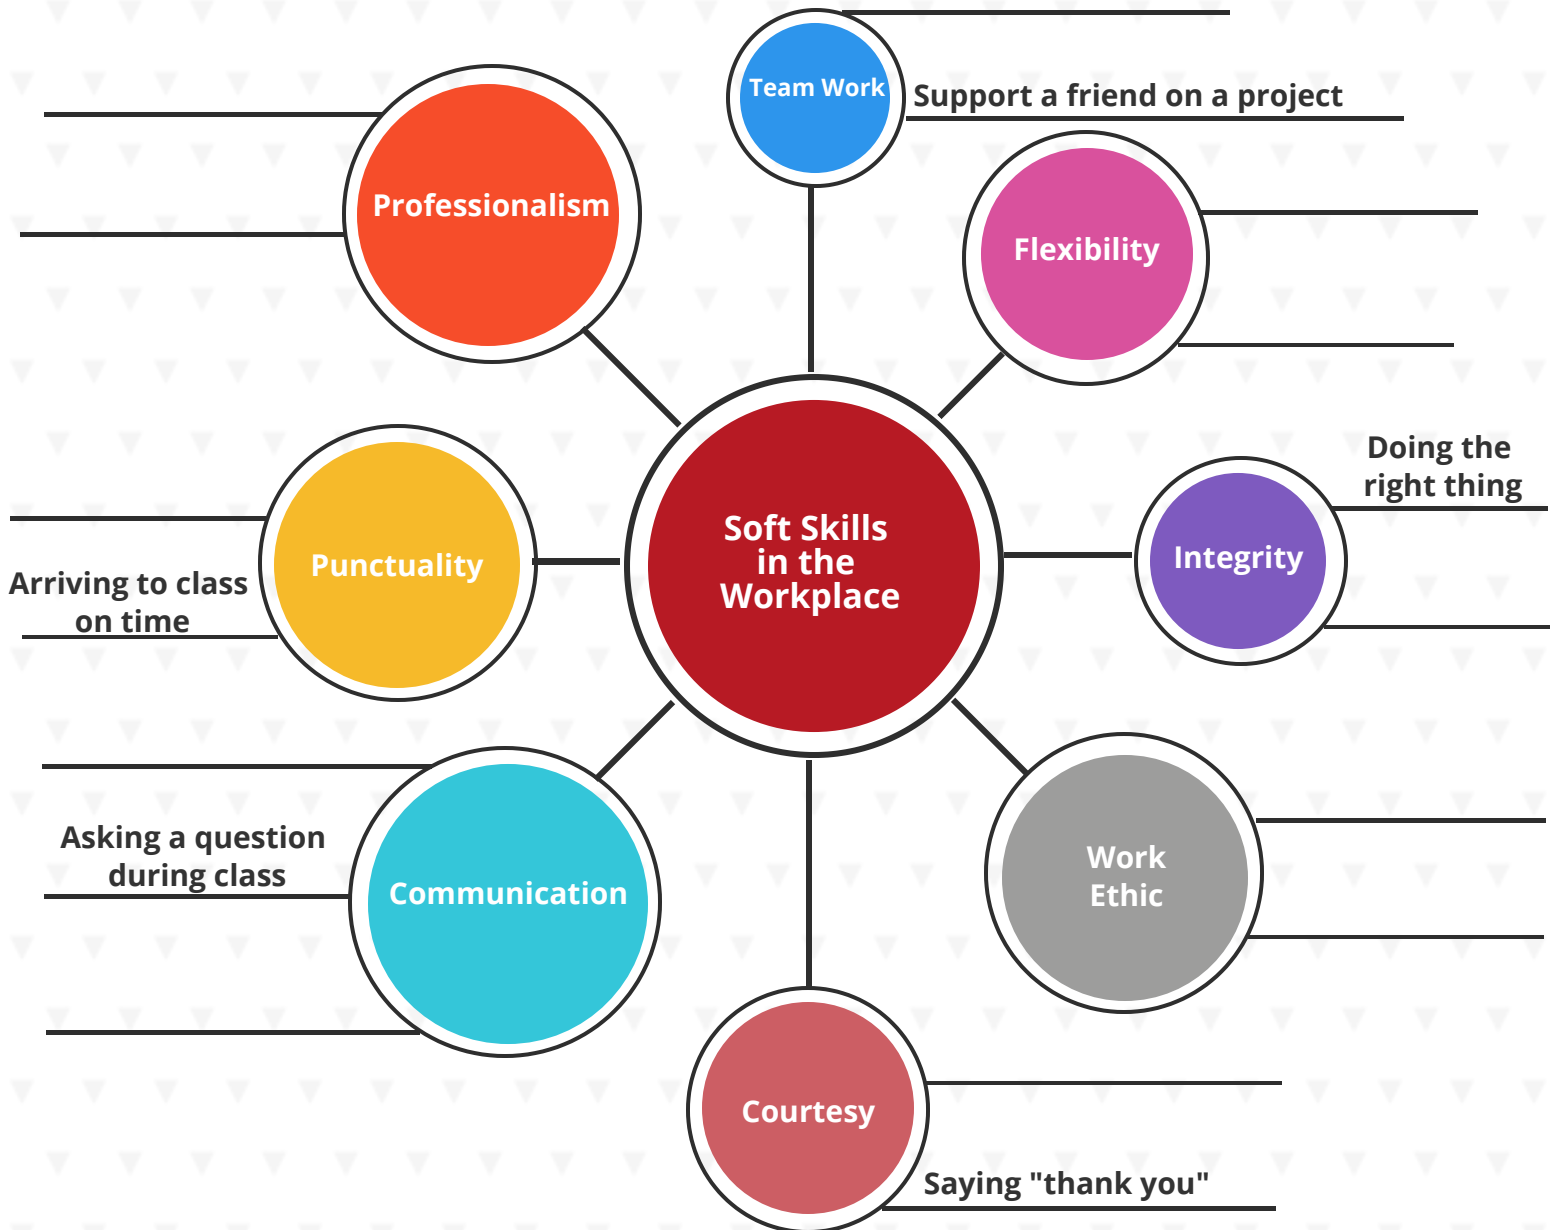 Team Work
Support a friend on a project
Professionalism
Flexibility
Doing the
right thing
Integrity
Soft Skills
in the
Workplace
Punctuality
Arriving to class
on time
Asking a question
during class
Communication
Work
Ethic
Courtesy
Saying "thank you"